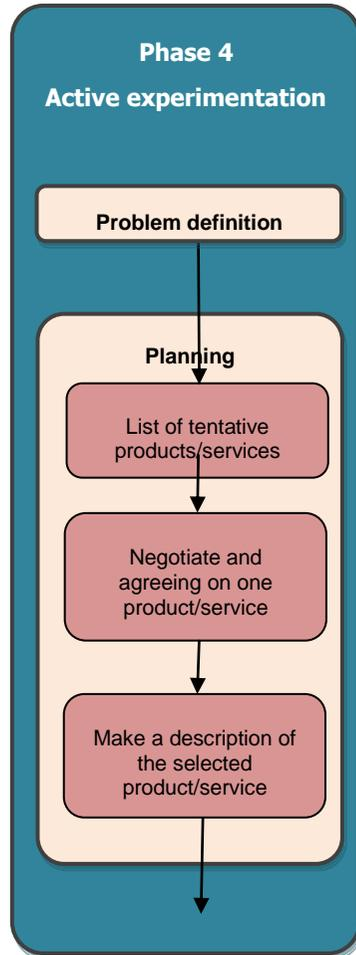 Phase 4
Active experimentation
Problem definition
Planning
List of tentative
products/services
Negotiate and
agreeing on one
product/service
Make a description of
the selected
product/service